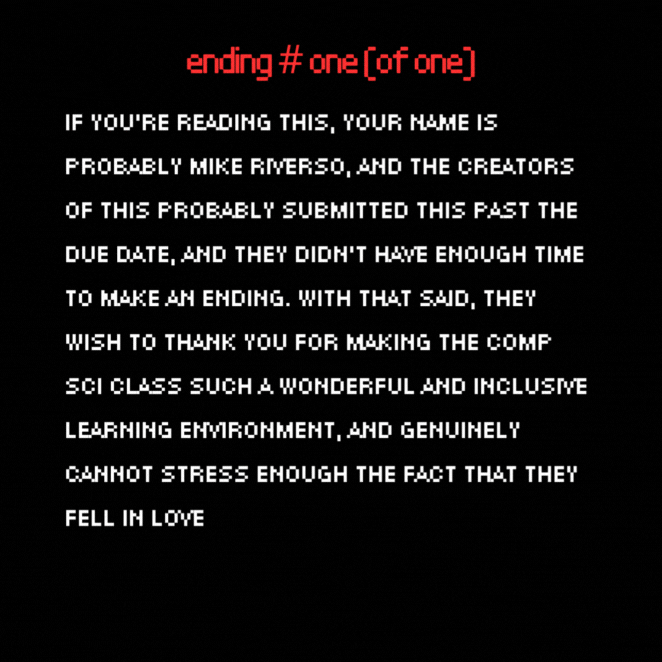 ending # one (of one)
IF YOU'RE READING THIS, YOUR NAME IS
PROBABLY MIKE RIVERSO, AND THE CREATORS
OF THIS PROBABLY SUBMITTED THIS PAST THE
DUE DATE, AND THEY DIDN'T HAVE ENOUGH TIME
TO MAKE AN ENDING. WITH THAT SAID, THEY
WISH TO THANK YOU FOR MAKING THE COMP
SCI CLASS SUCH A WONDERFUL AND INCLUSIVE
LEARNING ENVIRONMENT, AND GENUINELY
CANNOT STRESS ENOUGH THE FACT THAT THEY
FELL IN LOVE